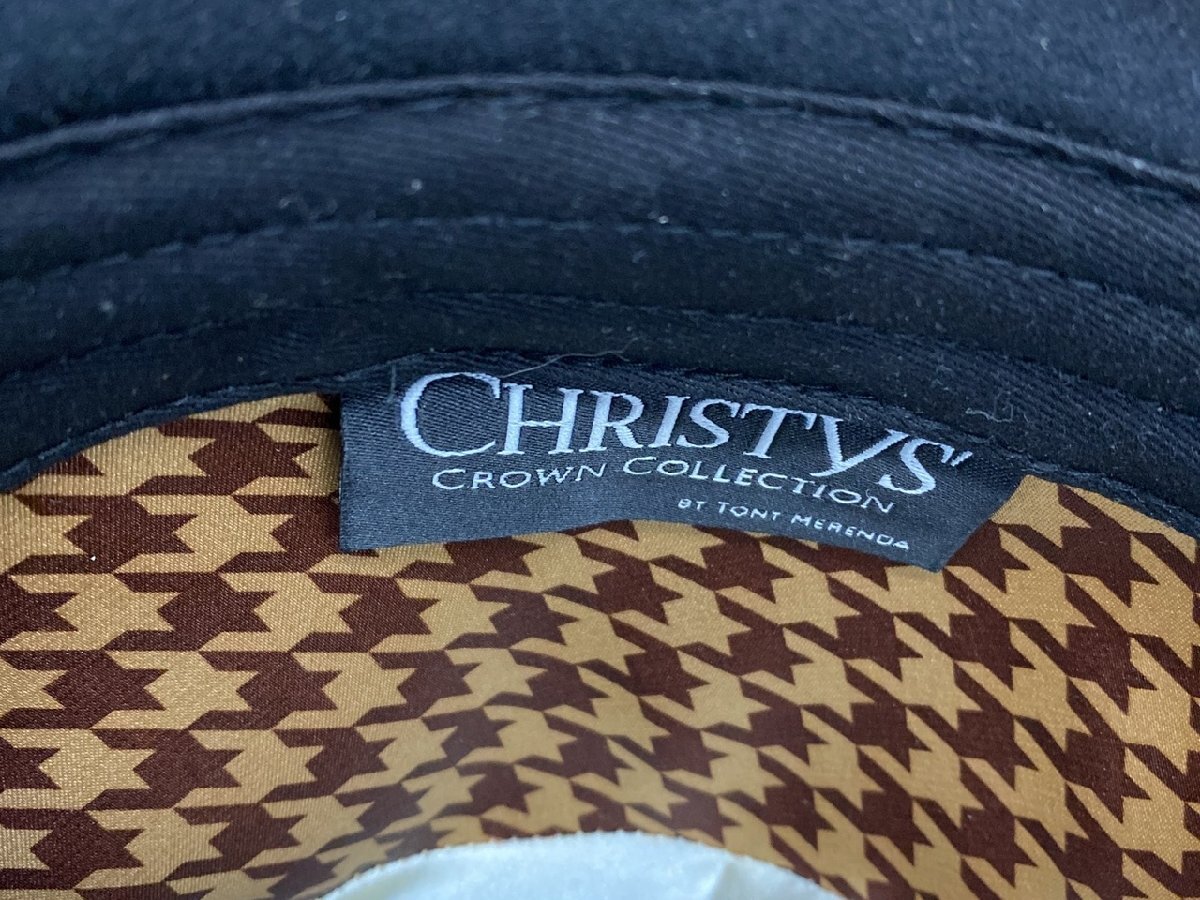 CHRISTYS'
CROWN COLLECTION
BY TONY MERENDA